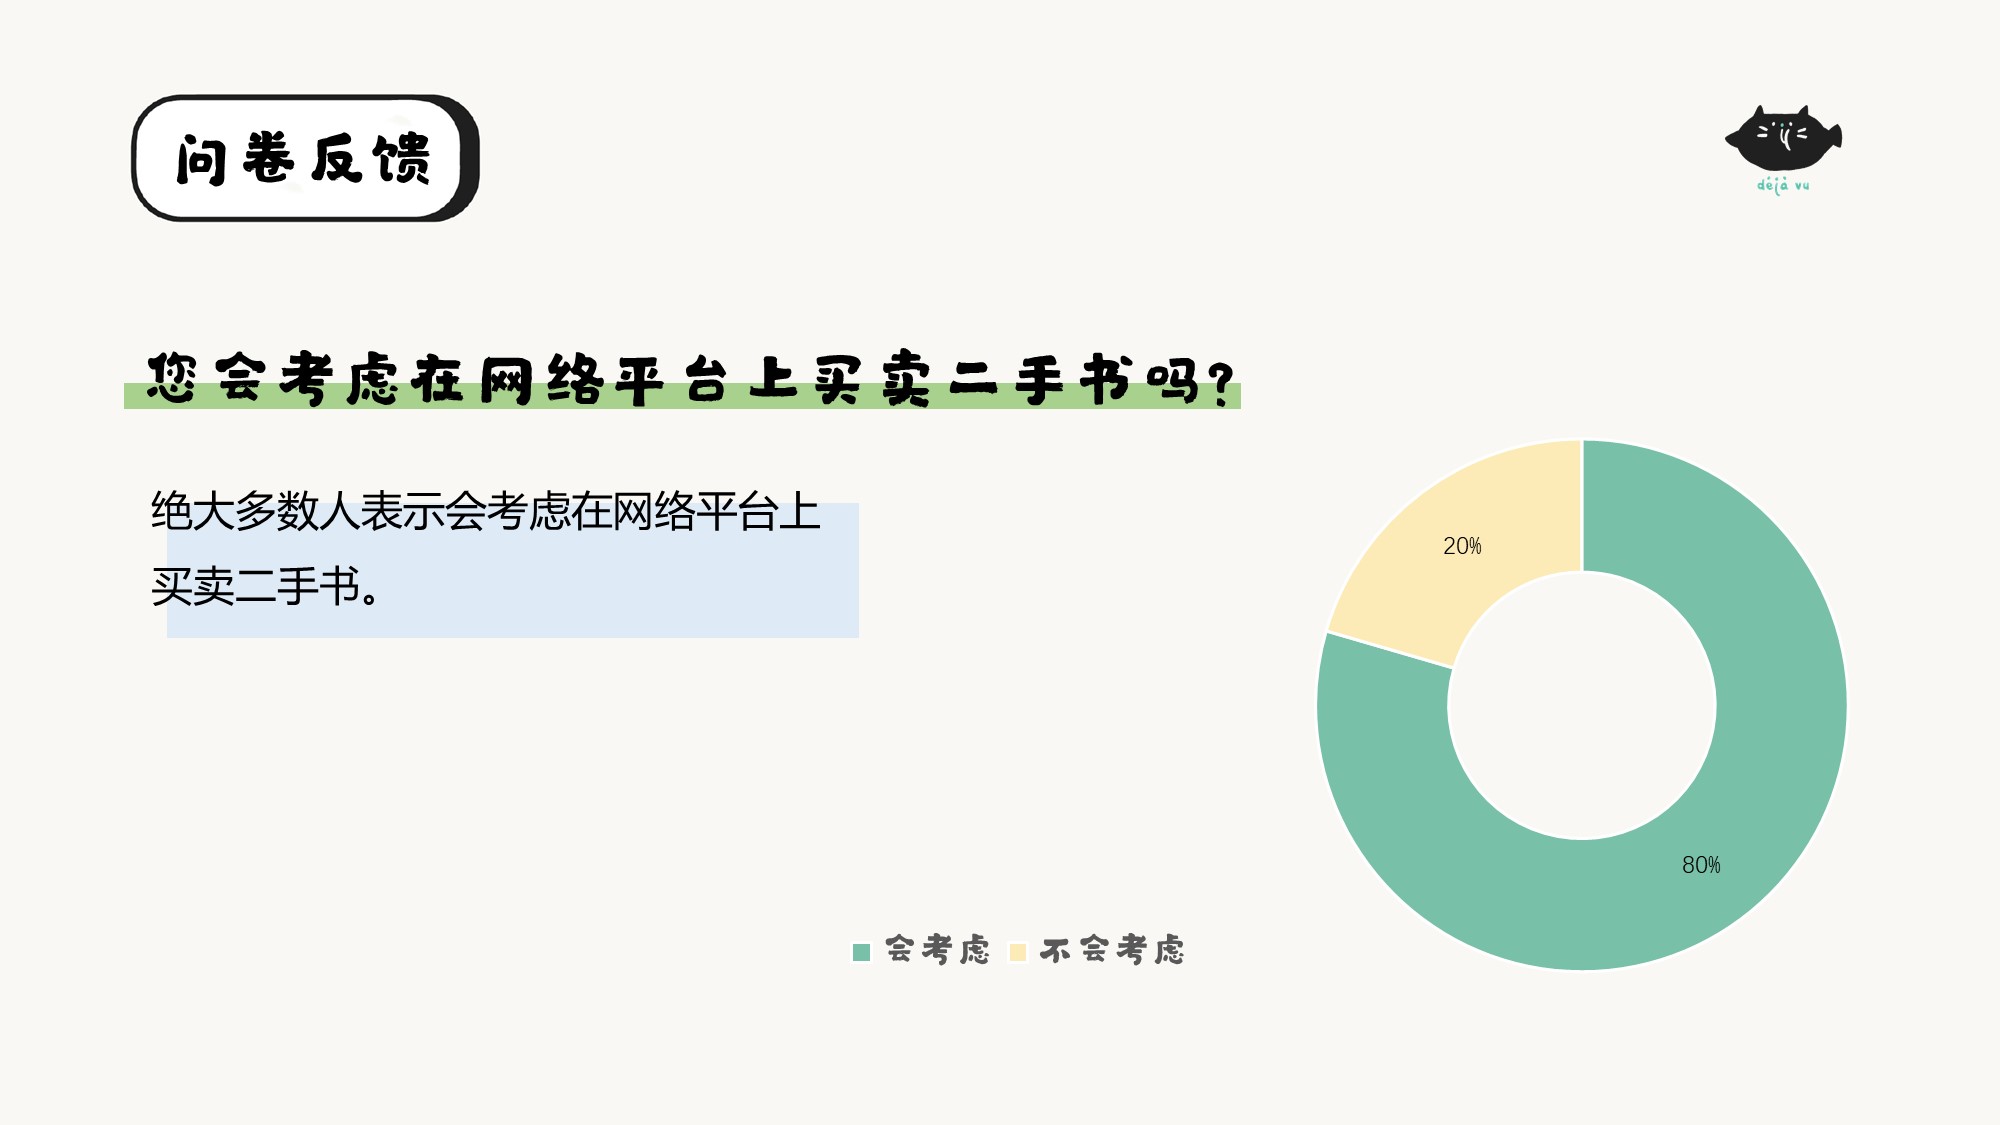 问卷反馈
déjà vu
您会考虑在网络平台上买卖二手书吗?
绝大多数人表示会考虑在网络平台上
买卖二手书。
20%
80%
会考虑 不会考虑